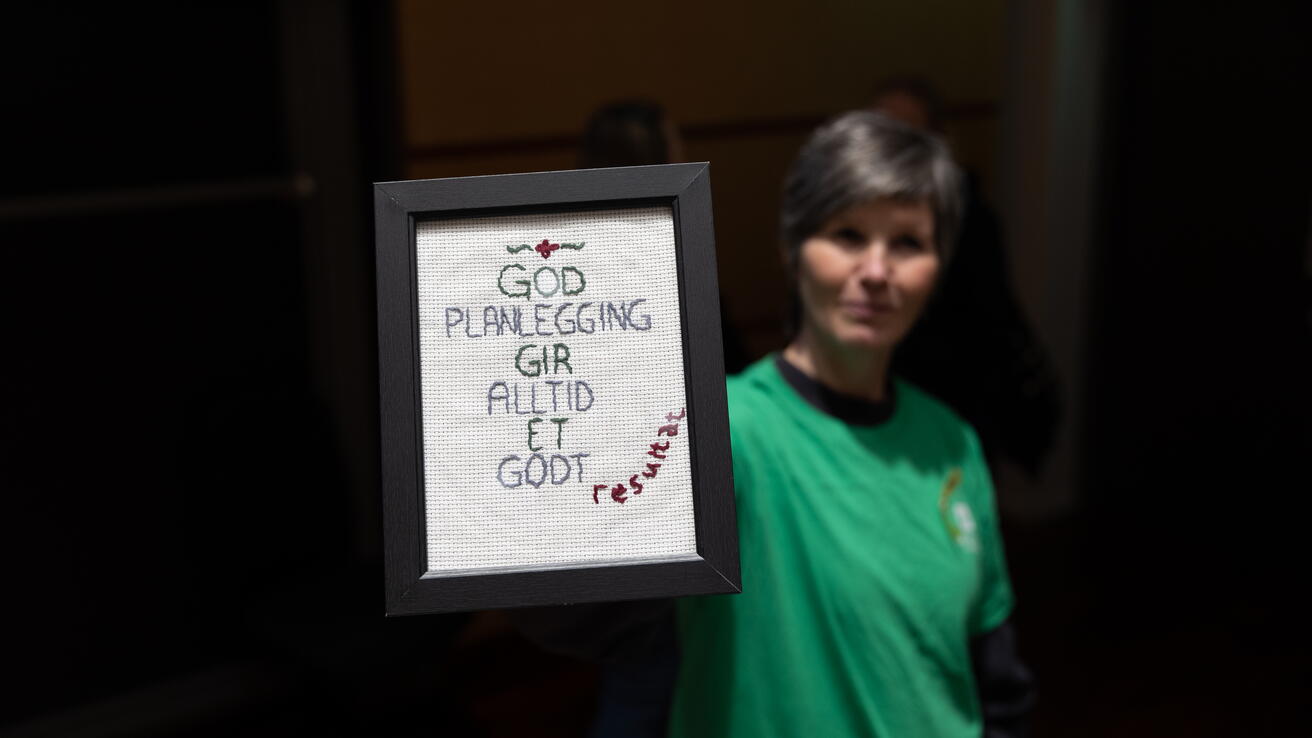 GOD
PLANLEGGING
GIR
ALLTID
ET
GODT
resultat